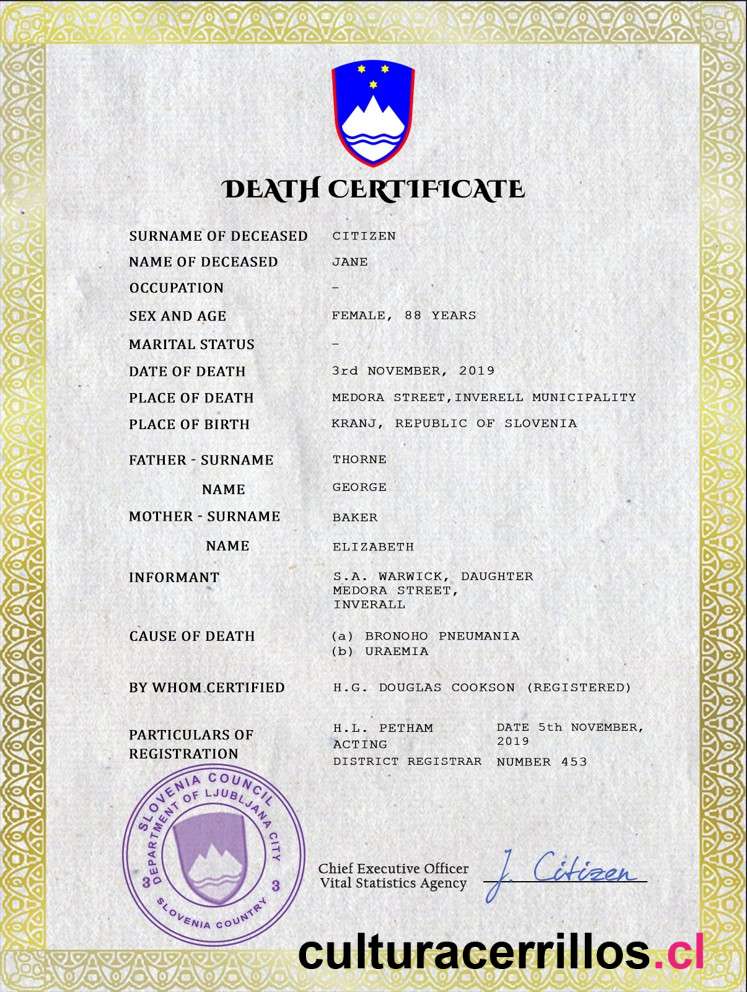 DEATH CERTIFICATE
SURNAME OF DECEASED CITIZEN
NAME OF DECEASED JANE
OCCUPATION –
SEX AND AGE FEMALE, 88 YEARS
MARITAL STATUS –
DATE OF DEATH 3rd NOVEMBER, 2019
PLACE OF DEATH MEDORA STREET,INVERELL MUNICIPALITY
PLACE OF BIRTH KRANJ, REPUBLIC OF SLOVENIA
FATHER - SURNAME THORNE
NAME GEORGE
MOTHER - SURNAME BAKER
NAME ELIZABETH
INFORMANT S.A. WARWICK, DAUGHTER
MEDORA STREET,
INVERALL
CAUSE OF DEATH (a) BRONOHO PNEUMANIA
(b) URAEMIA
BY WHOM CERTIFIED H.G. DOUGLAS COOKSON (REGISTERED)
PARTICULARS OF REGISTRATION
H.L. PETHAM DATE 5th NOVEMBER,
ACTING 2019
DISTRICT REGISTRAR NUMBER 453
SLOVENIA COUNCIL
DEPARTMENT OF LJUBLJANA CITY
3 3
SLOVENIA COUNTRY
Chief Executive Officer
Vital Statistics Agency
J. Citizen
culturacerrillos.cl